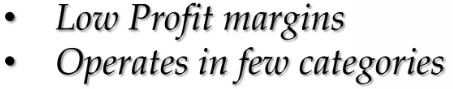 • Low Profit margins
• Operates in few categories